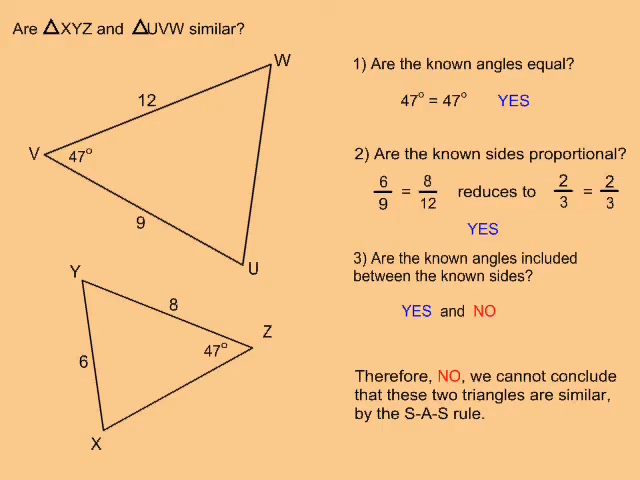 Are △XYZ and △UVW similar?
W
12
V
47°
9
U
Y
8
Z
47°
6
X
1) Are the known angles equal?
47° = 47° YES
2) Are the known sides proportional?
6/9 = 8/12 reduces to 2/3 = 2/3
YES
3) Are the known angles included
between the known sides?
YES and NO
Therefore, NO, we cannot conclude
that these two triangles are similar,
by the S-A-S rule.